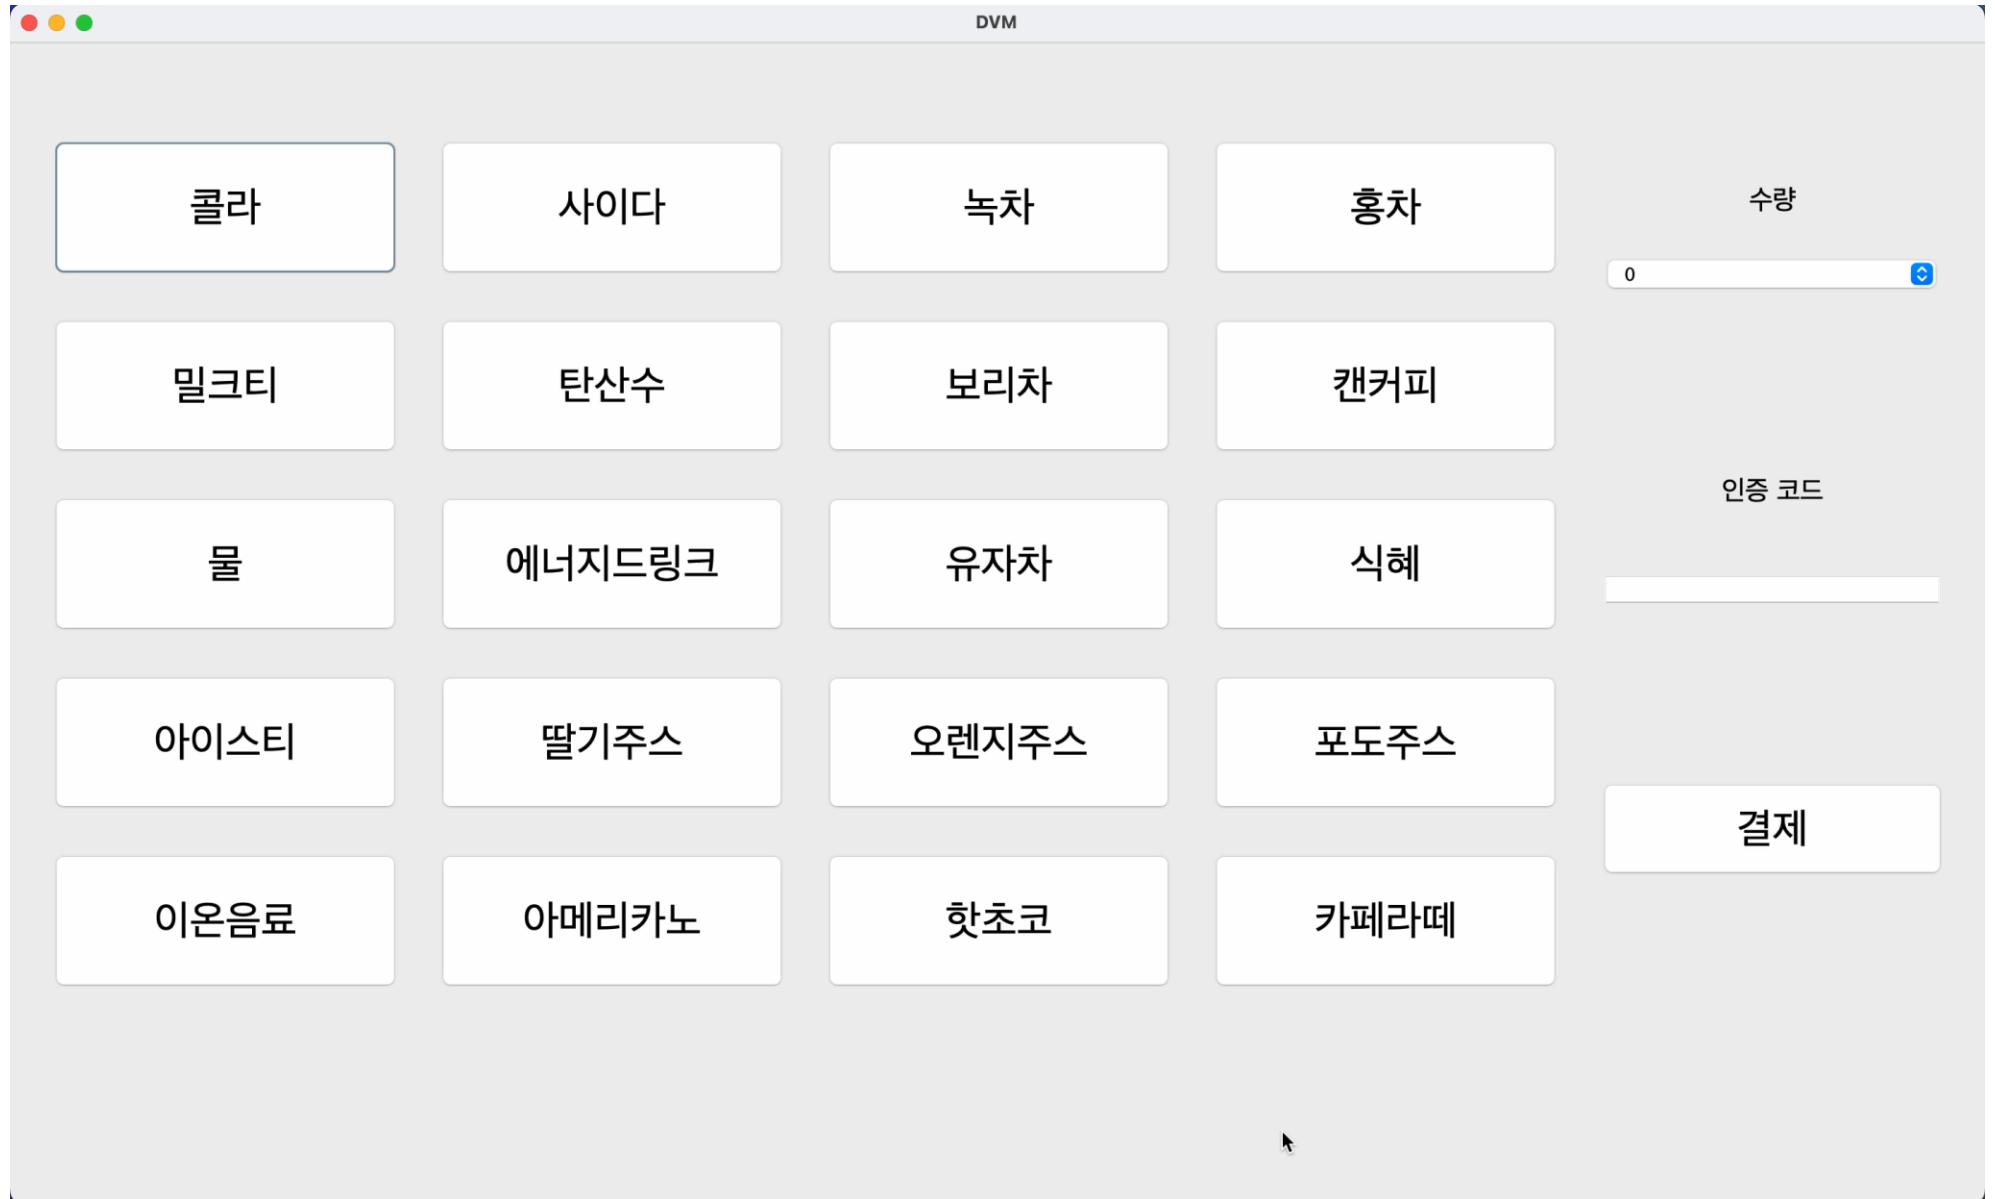 DVM
콜라 사이다 녹차 홍차
수량
0
밀크티 탄산수 보리차 캔커피
인증 코드
물 에너지드링크 유자차 식혜
아이스티 딸기주스 오렌지주스 포도주스
결제
이온음료 아메리카노 핫초코 카페라떼